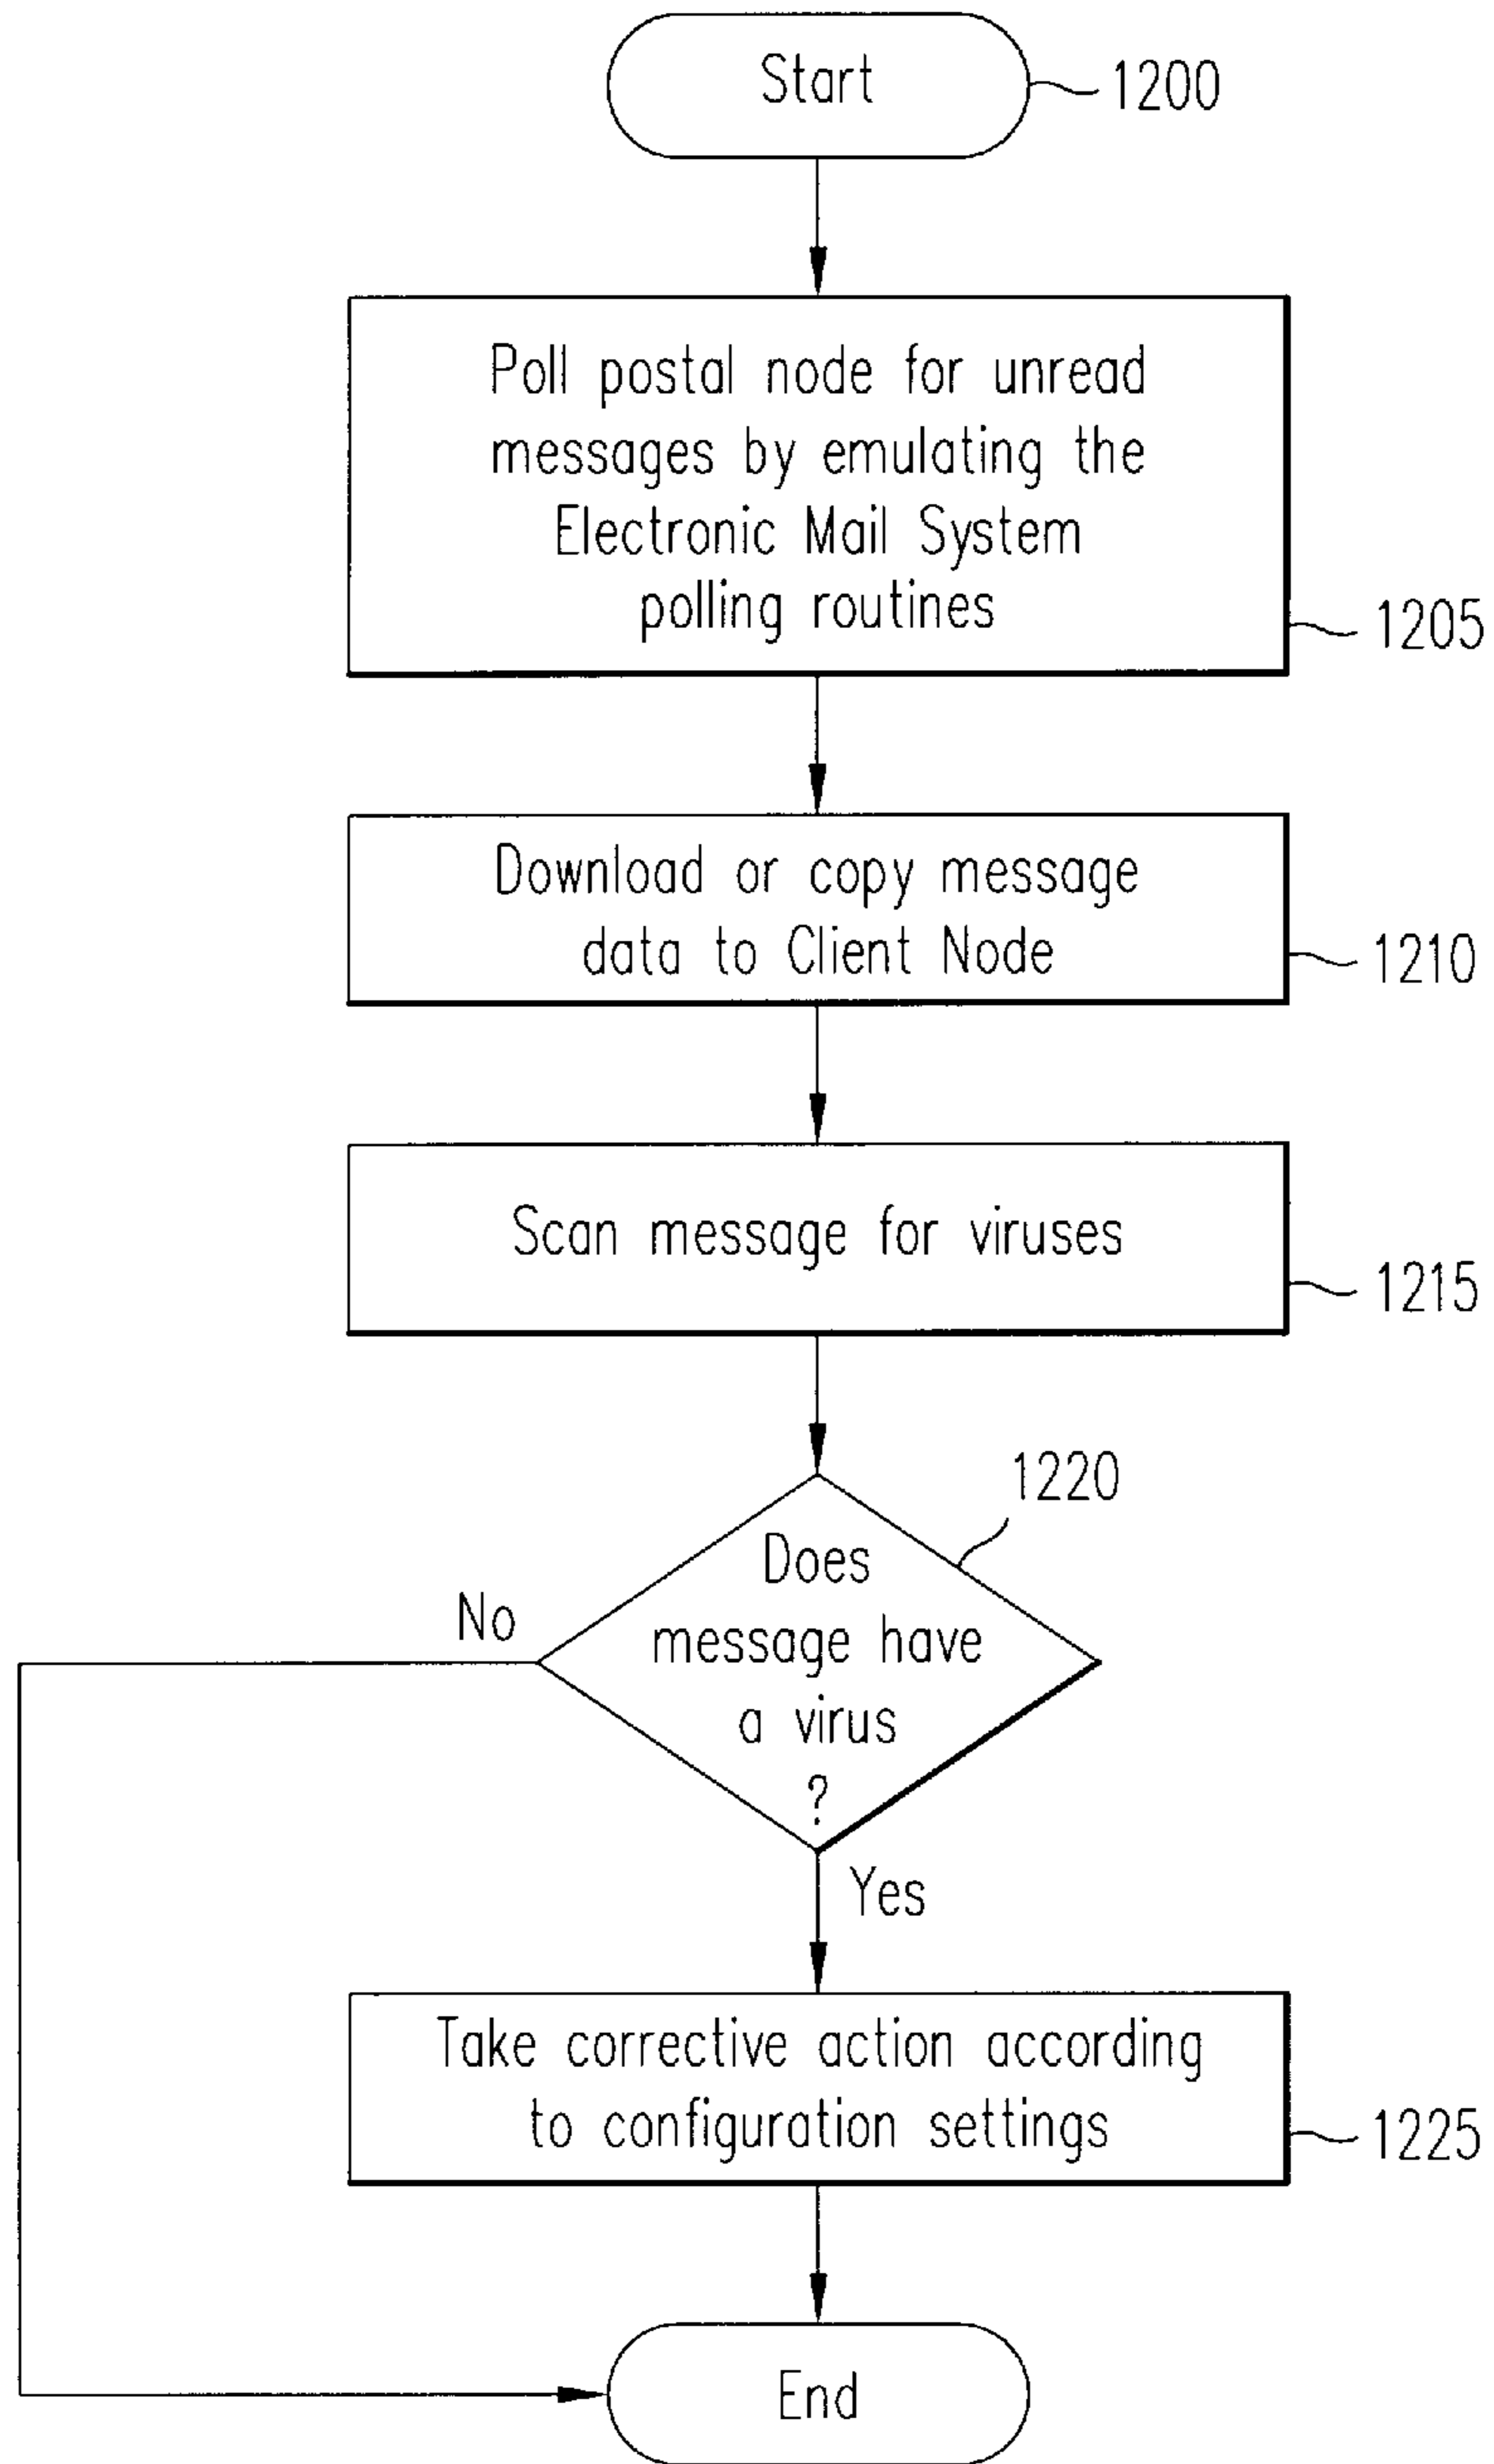 Start
1200
Poll postal node for unread
messages by emulating the
Electronic Mail System
polling routines
1205
Download or copy message
data to Client Node
1210
Scan message for viruses
1215
1220
Does
message have
a virus
?
No
Yes
Take corrective action according
to configuration settings
1225
End